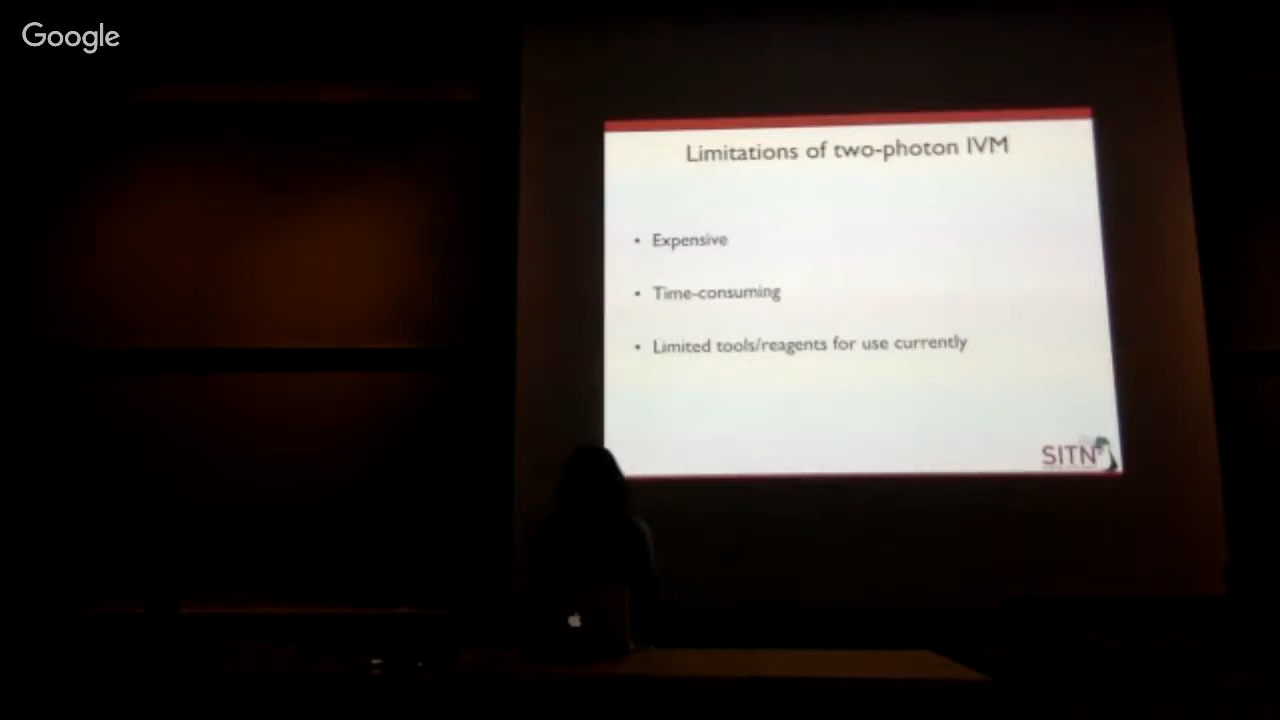 Google
Limitations of two-photon IVM
• Expensive
• Time-consuming
• Limited tools/reagents for use currently
SITN